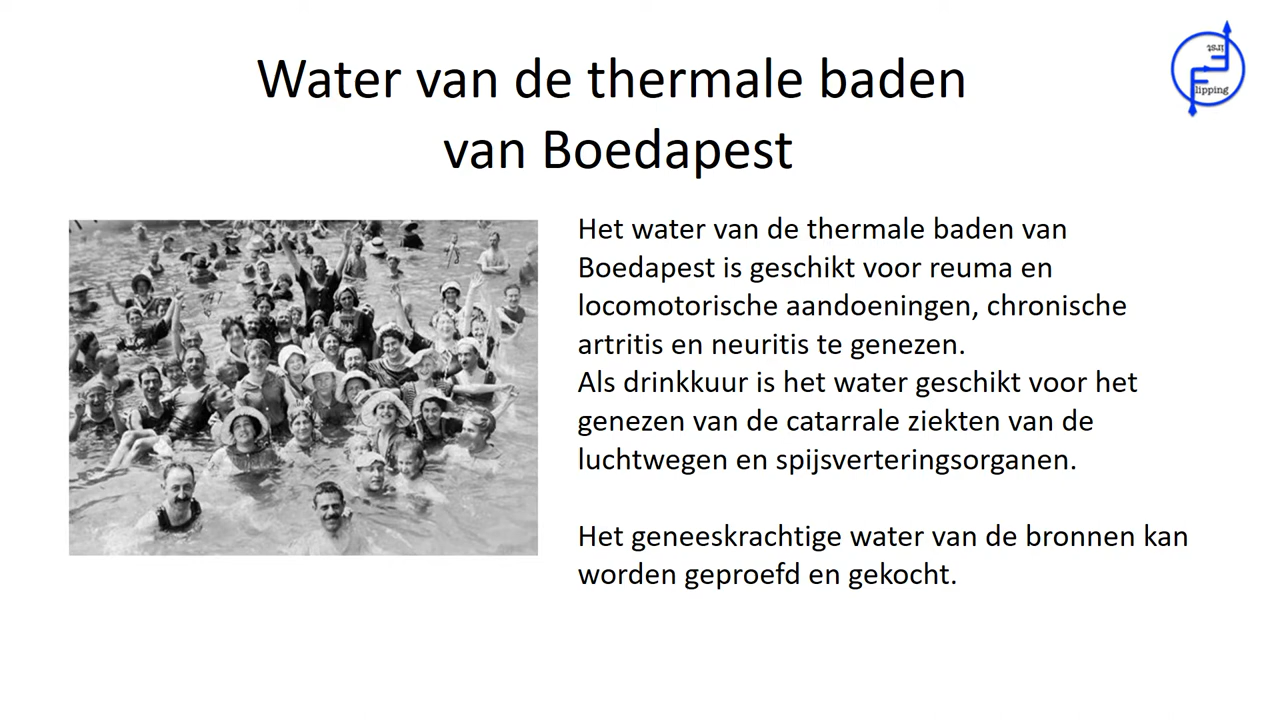 Water van de thermale baden
van Boedapest
Het water van de thermale baden van
Boedapest is geschikt voor reuma en
locomotorische aandoeningen, chronische
artritis en neuritis te genezen.
Als drinkkuur is het water geschikt voor het
genezen van de catarrale ziekten van de
luchtwegen en spijsverteringsorganen.
Het geneeskrachtige water van de bronnen kan
worden geproefd en gekocht.
irst
F
F
lipping